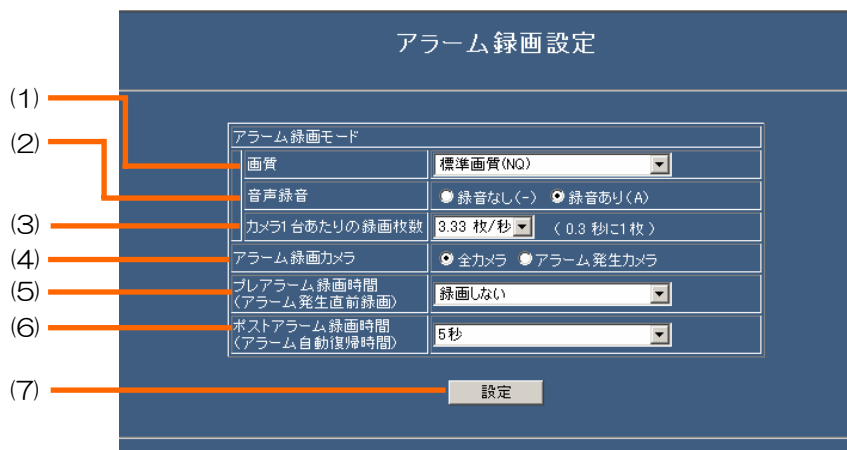 アラーム録画設定
(1)
(2)
(3)
(4)
(5)
(6)
(7)
アラーム録画モード
画質 標準画質(NQ)
音声録音 録音なし(-) 録音あり(A)
カメラ1台あたりの録画枚数 3.33 枚/秒 (0.3 秒に1枚)
アラーム録画カメラ 全カメラ アラーム発生カメラ
プレアラーム録画時間
(アラーム発生直前録画) 録画しない
ポストアラーム録画時間
(アラーム自動復帰時間) 5秒
設定